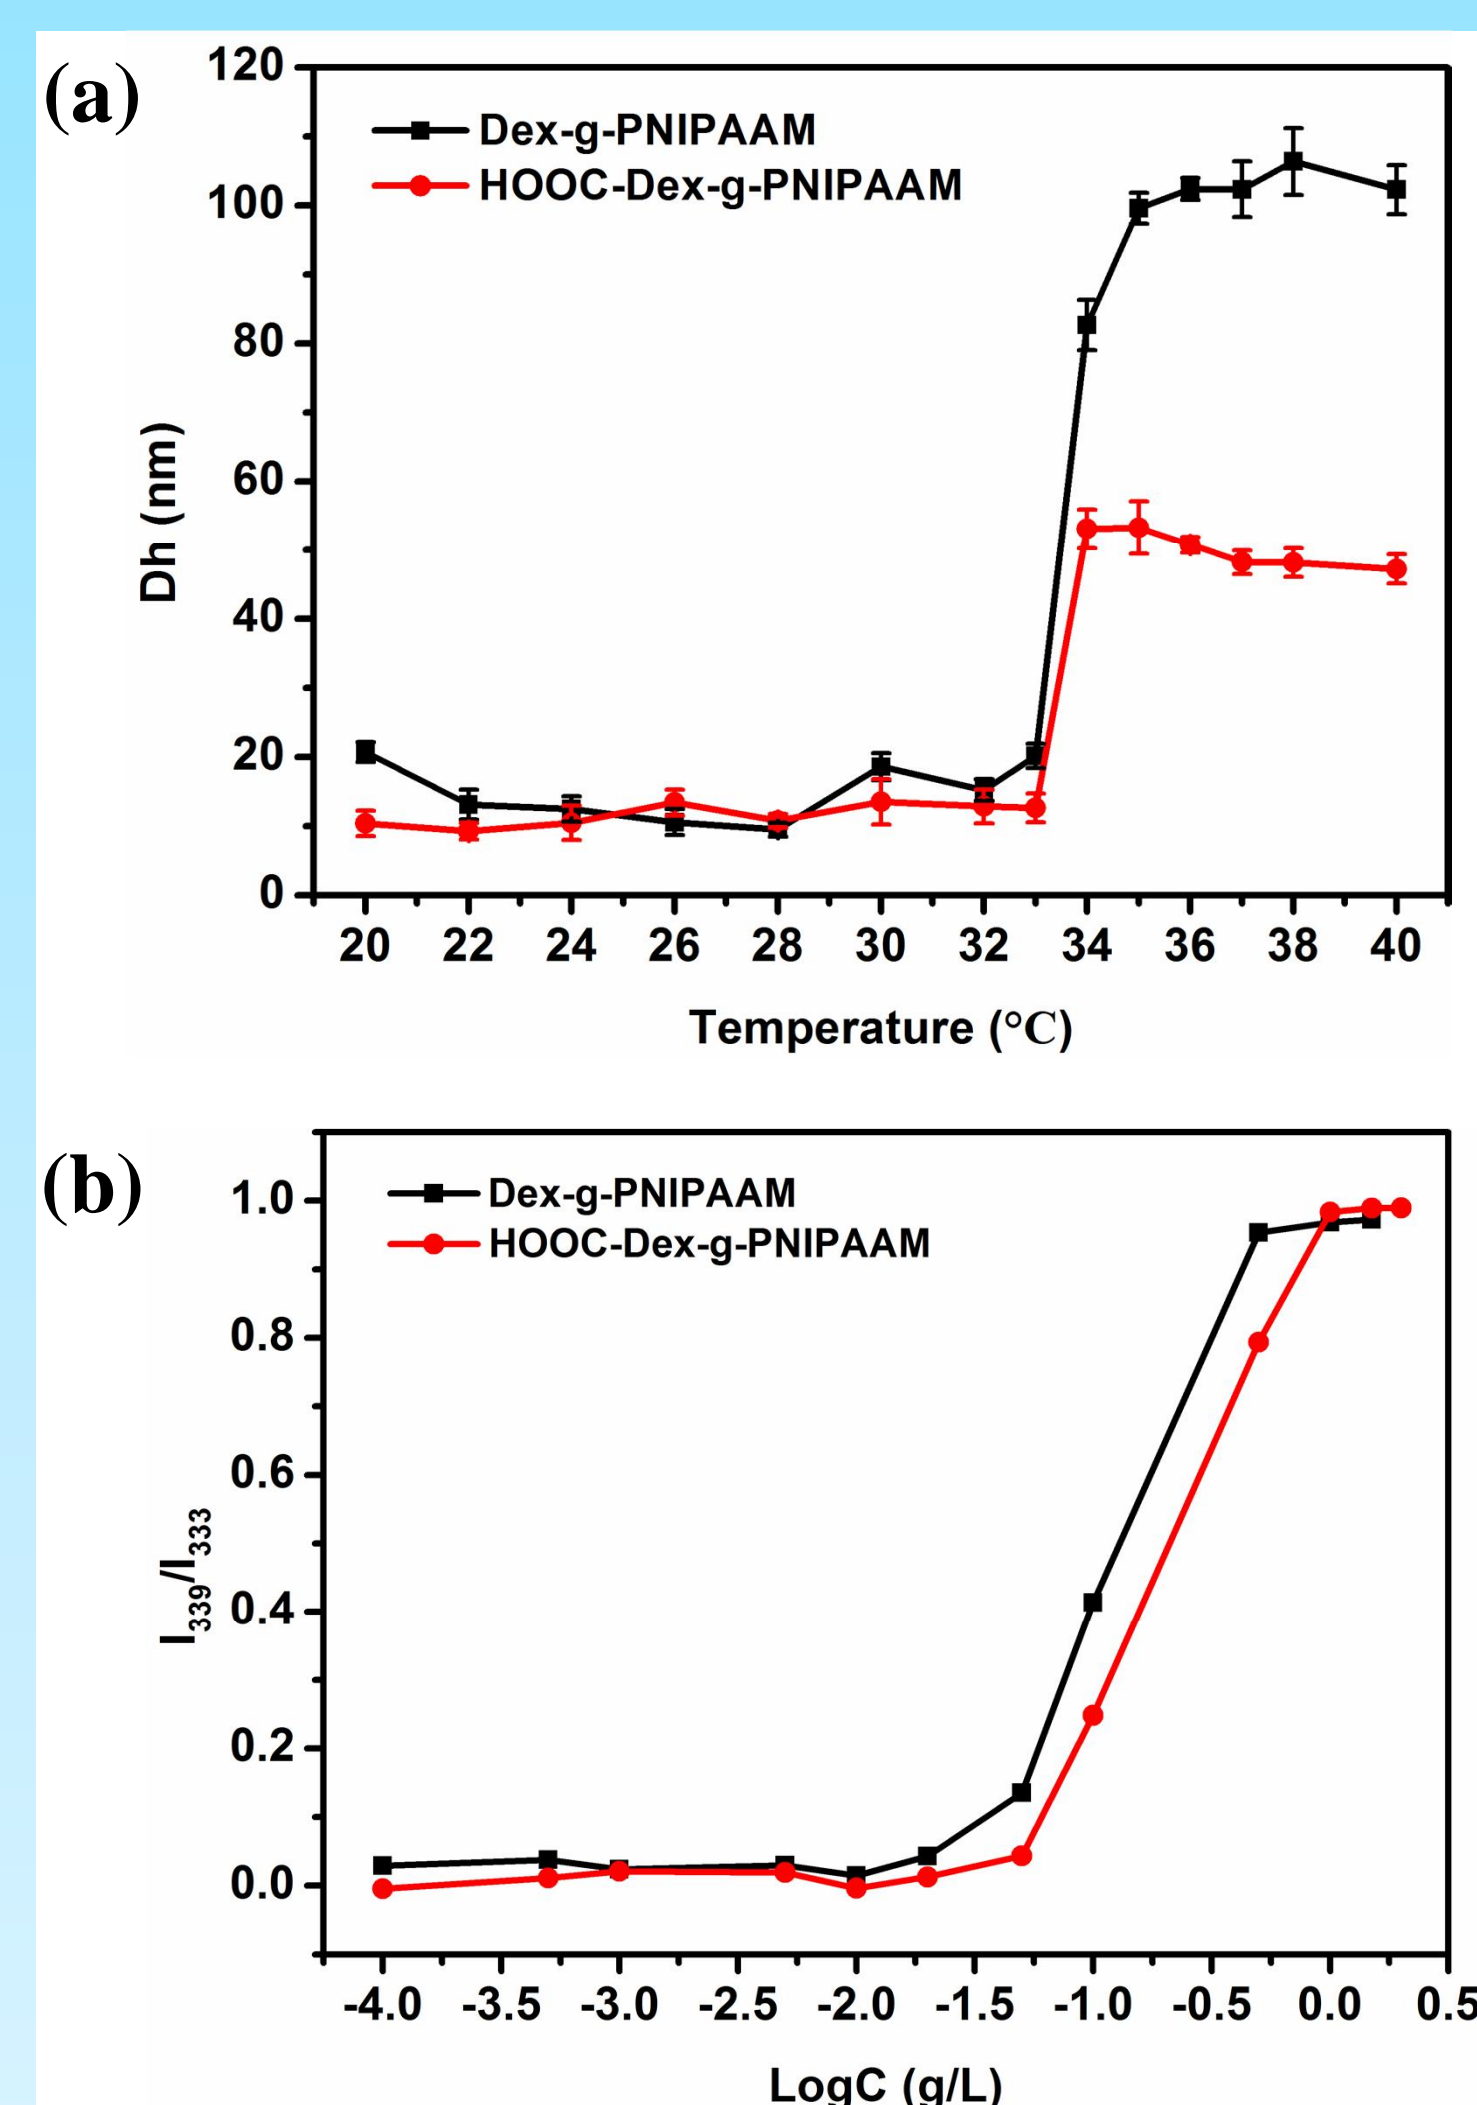 (a)
120
100
80
60
40
20
0
Dh (nm)
Dex-g-PNIPAAM
HOOC-Dex-g-PNIPAAM
20 22 24 26 28 30 32 34 36 38 40
Temperature (°C)
(b)
1.0
0.8
0.6
0.4
0.2
0.0
I339/I333
Dex-g-PNIPAAM
HOOC-Dex-g-PNIPAAM
-4.0 -3.5 -3.0 -2.5 -2.0 -1.5 -1.0 -0.5 0.0 0.5
LogC (g/L)